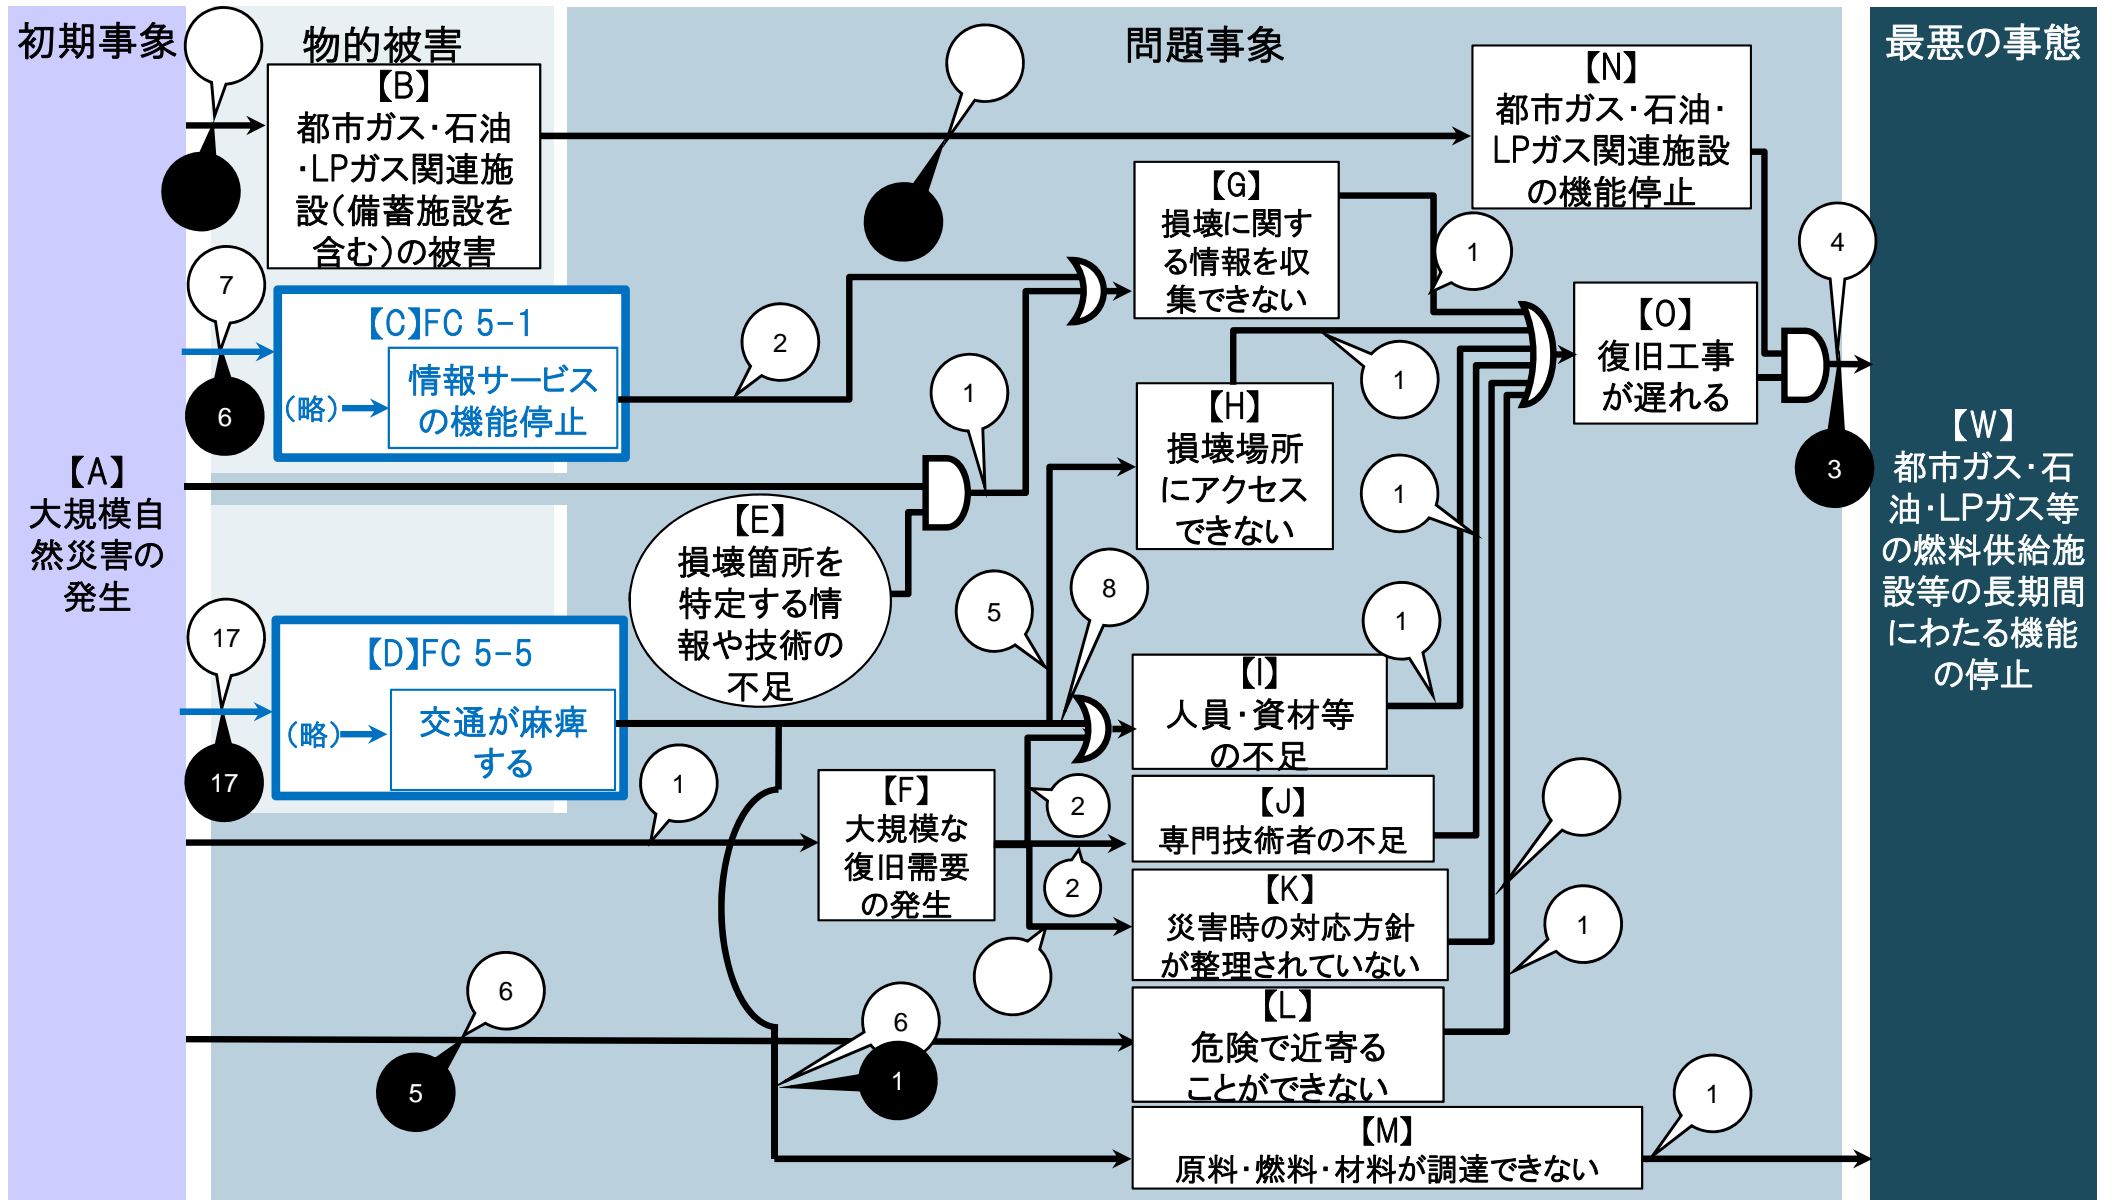 初期事象
物的被害
問題事象
最悪の事態
【A】
大規模自
然災害の
発生
【B】
都市ガス・石油
・LPガス関連施
設（備蓄施設を
含む）の被害
7
6
【C】FC 5-1
（略）
情報サービス
の機能停止
2
1
【E】
損壊箇所を
特定する情
報や技術の
不足
17
17
【D】FC 5-5
（略）
交通が麻痺
する
1
【F】
大規模な
復旧需要
の発生
5
8
2
2
6
5
6
1
【G】
損壊に関す
る情報を収
集できない
1
【H】
損壊場所
にアクセス
できない
1
1
【I】
人員・資材等
の不足
1
【J】
専門技術者の不足
【K】
災害時の対応方針
が整理されていない
1
【L】
危険で近寄る
ことができない
【M】
原料・燃料・材料が調達できない
1
【N】
都市ガス・石油・
LPガス関連施設
の機能停止
【O】
復旧工事
が遅れる
4
3
【W】
都市ガス・石
油・LPガス等
の燃料供給施
設等の長期間
にわたる機能
の停止